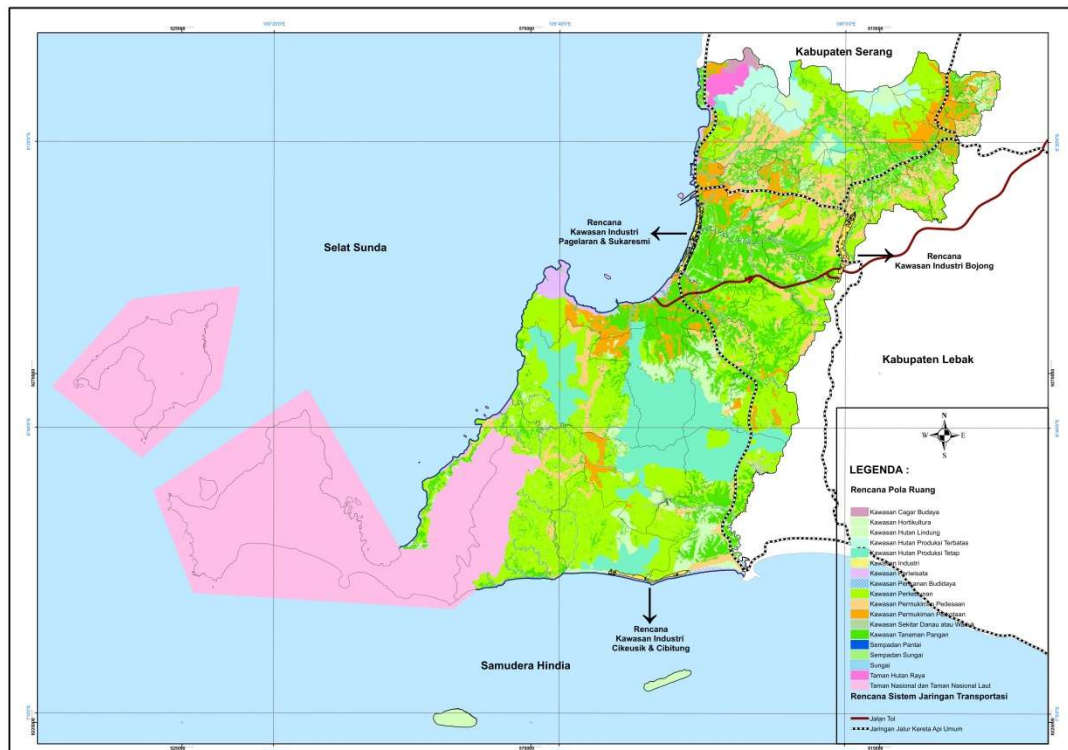 Kabupaten Serang
Rencana
Kawasan Industri
Pagelaran & Sukaresmi
Selat Sunda
Rencana
Kawasan Industri Bojong
Kabupaten Lebak
Rencana
Kawasan Industri
Cikeusik & Cibitung
Samudera Hindia
N
W E
S
LEGENDA :
Rencana Pola Ruang
Kawasan Cagar Budaya
Kawasan Hortikultura
Kawasan Hutan Lindung
Kawasan Hutan Produksi Terbatas
Kawasan Hutan Produksi Tetap
Kawasan Industri
Kawasan Pariwisata
Kawasan Perikanan Budidaya
Kawasan Perkebunan
Kawasan Permukiman Pedesaan
Kawasan Permukiman Perkotaan
Kawasan Sekitar Danau atau Waduk
Kawasan Tanaman Pangan
Sempadan Pantai
Sempadan Sungai
Sungai
Taman Hutan Raya
Taman Nasional dan Taman Nasional Laut
Rencana Sistem Jaringan Transportasi
Jalan Tol
Jaringan Jalur Kereta Api Umum